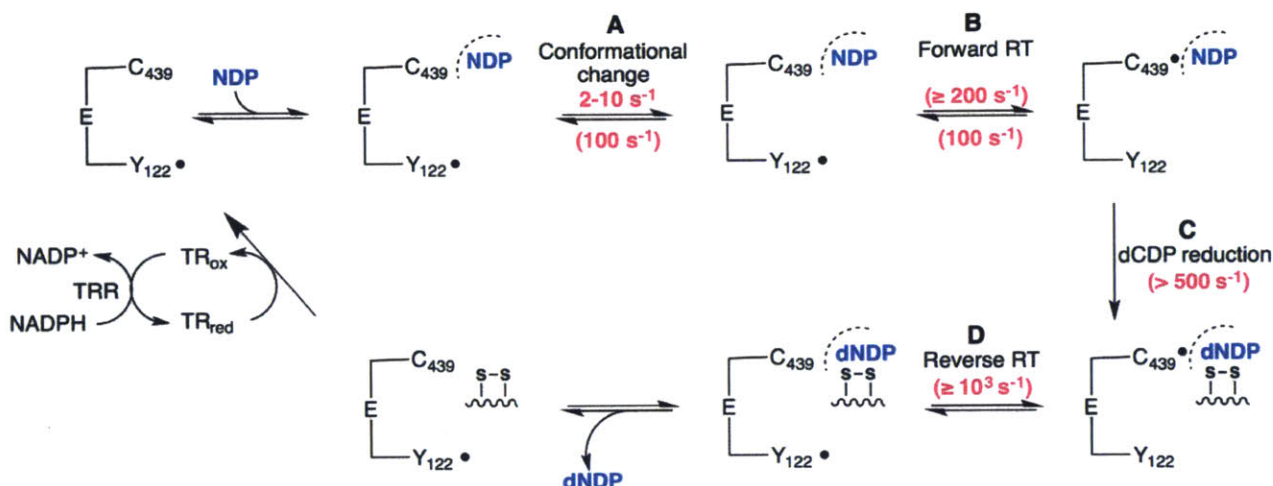 A
Conformational
change
2-10 s⁻¹
(100 s⁻¹)
B
Forward RT
(≥ 200 s⁻¹)
(100 s⁻¹)
C₄₃₉
E
Y₁₂₂ •
NDP
C₄₃₉ NDP
E
Y₁₂₂ •
C₄₃₉ NDP
E
Y₁₂₂ •
C₄₃₉• NDP
E
Y₁₂₂
C
dCDP reduction
(> 500 s⁻¹)
NADP⁺
TRR
NADPH
TRox
TRred
C₄₃₉
S-S
E
Y₁₂₂ •
dNDP
C₄₃₉ dNDP
S-S
E
Y₁₂₂ •
D
Reverse RT
(≥ 10³ s⁻¹)
C₄₃₉• dNDP
S-S
E
Y₁₂₂